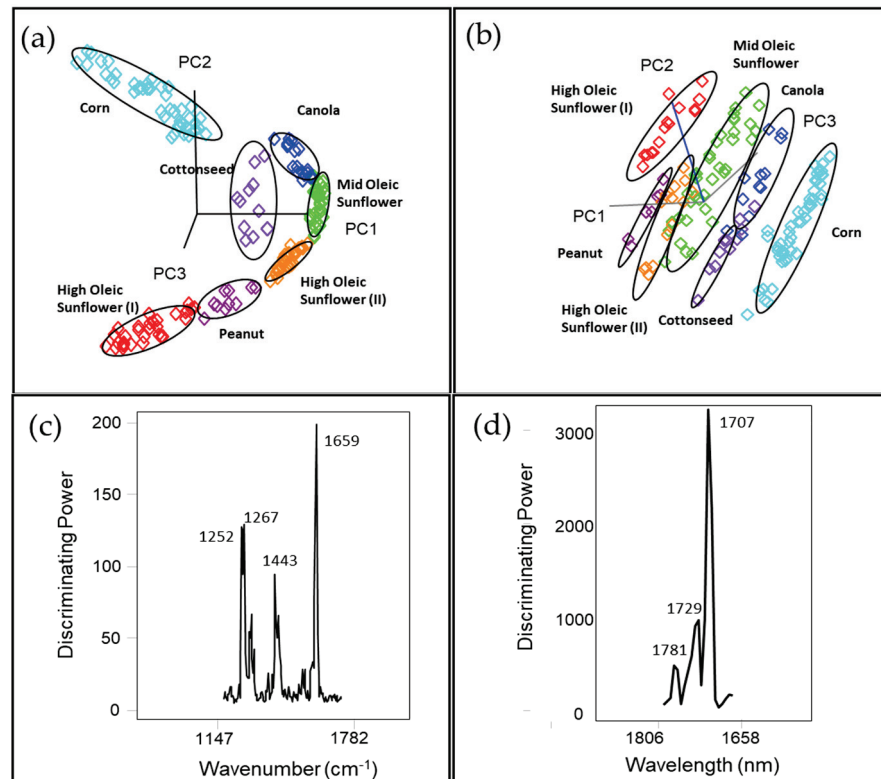 (a)
PC2
Corn
Canola
Cottonseed
Mid Oleic
Sunflower
PC1
PC3
High Oleic
Sunflower (II)
High Oleic
Sunflower (I)
Peanut
(b)
Mid Oleic
Sunflower
PC2
High Oleic
Sunflower (I)
Canola
PC3
PC1
Peanut
Corn
High Oleic
Sunflower (II)
Cottonseed
(c)
Discriminating Power
200
150
100
50
0
1659
1267
1252
1443
1147
1782
Wavenumber (cm⁻¹)
(d)
Discriminating Power
3000
2000
1000
0
1707
1729
1781
1806
1658
Wavelength (nm)